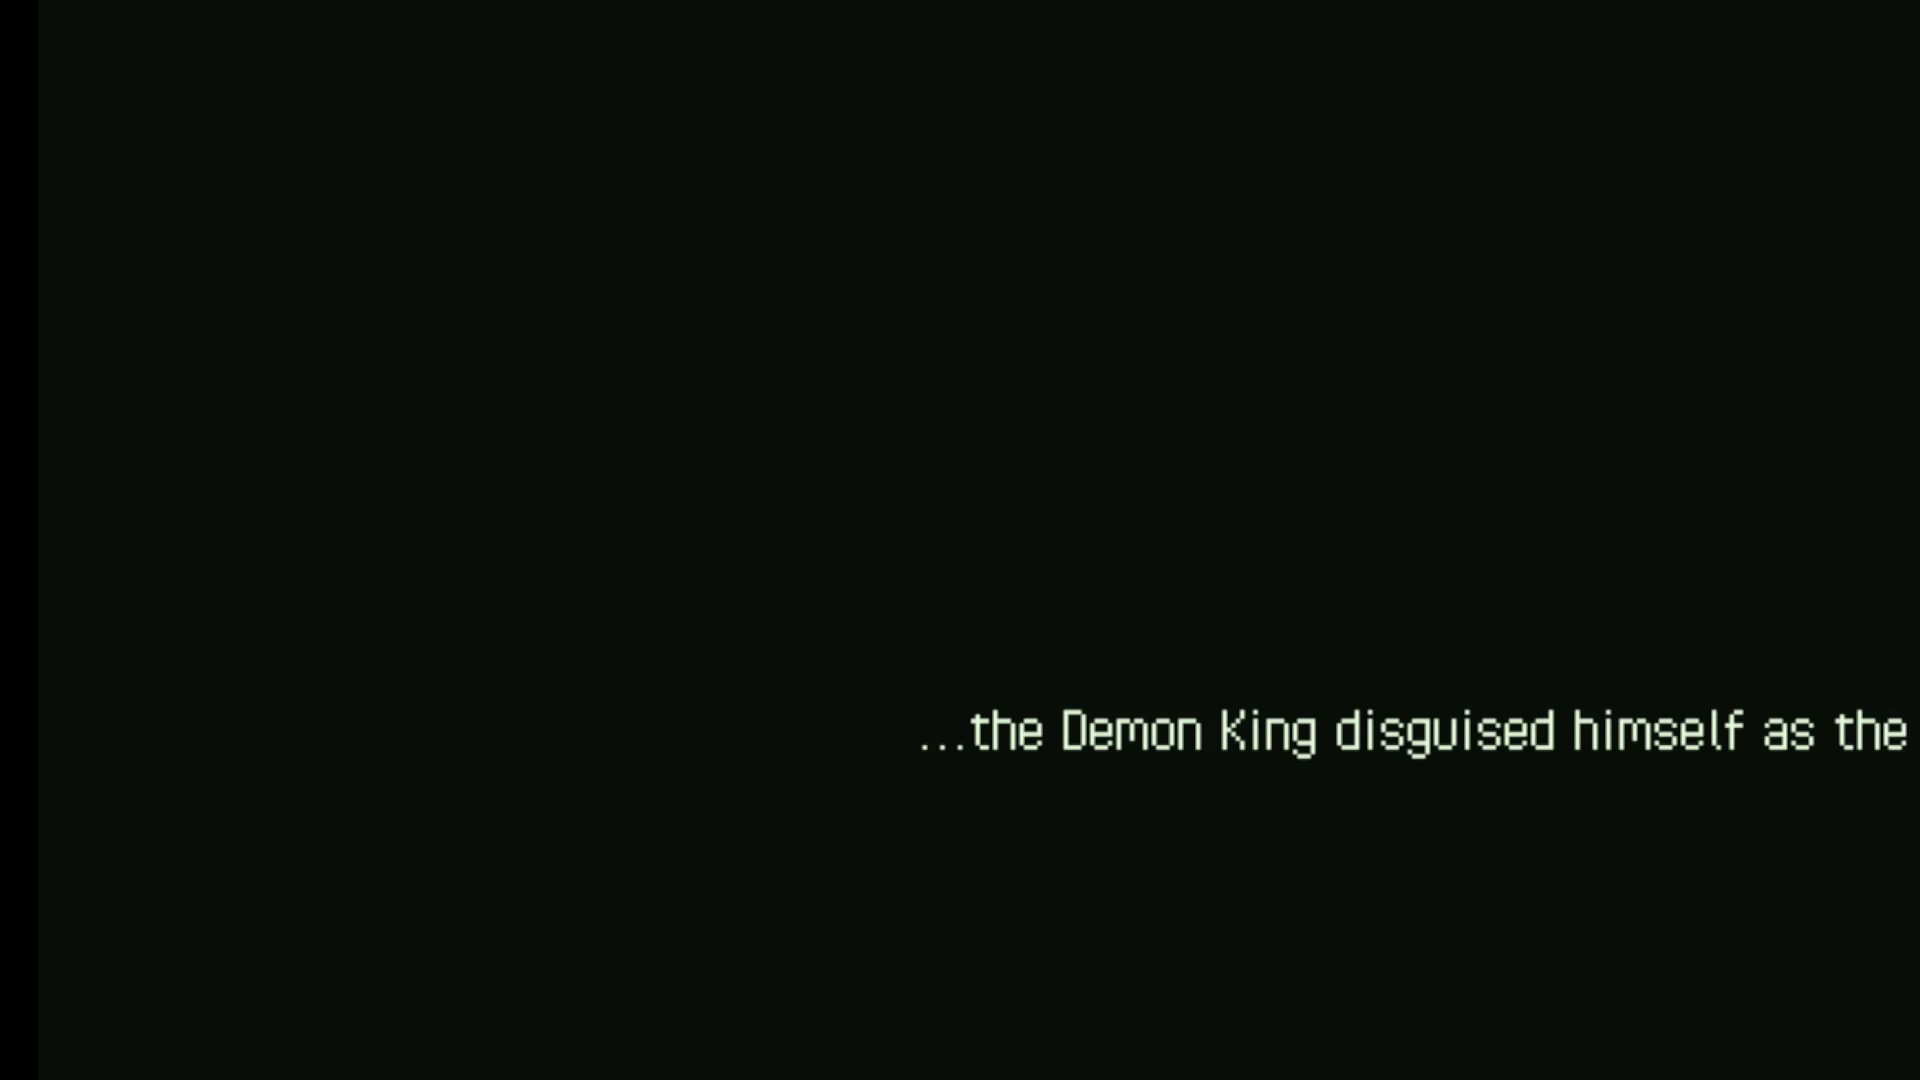 ...the Demon King disguised himself as the